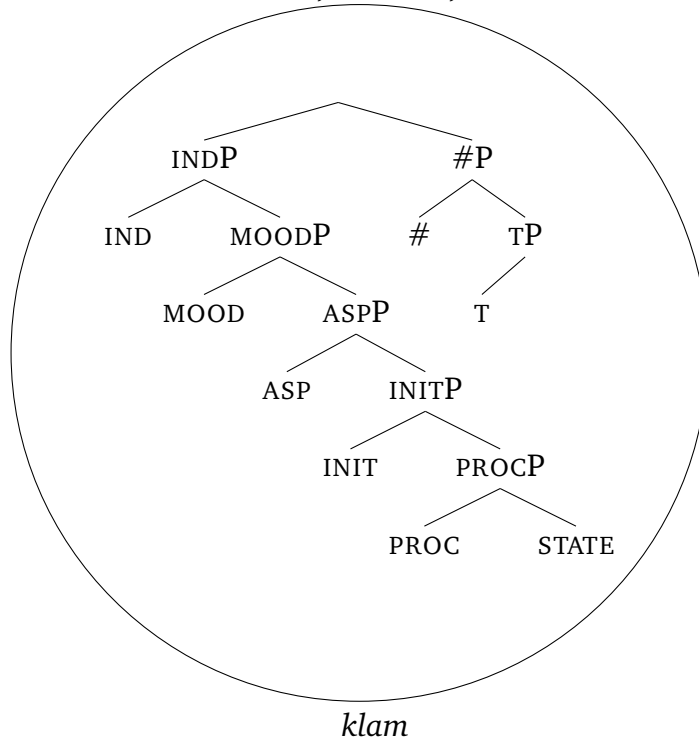 INDP #P
IND MOODP # TP
MOOD ASPP T
ASP INITP
INIT PROCP
PROC STATE
klam